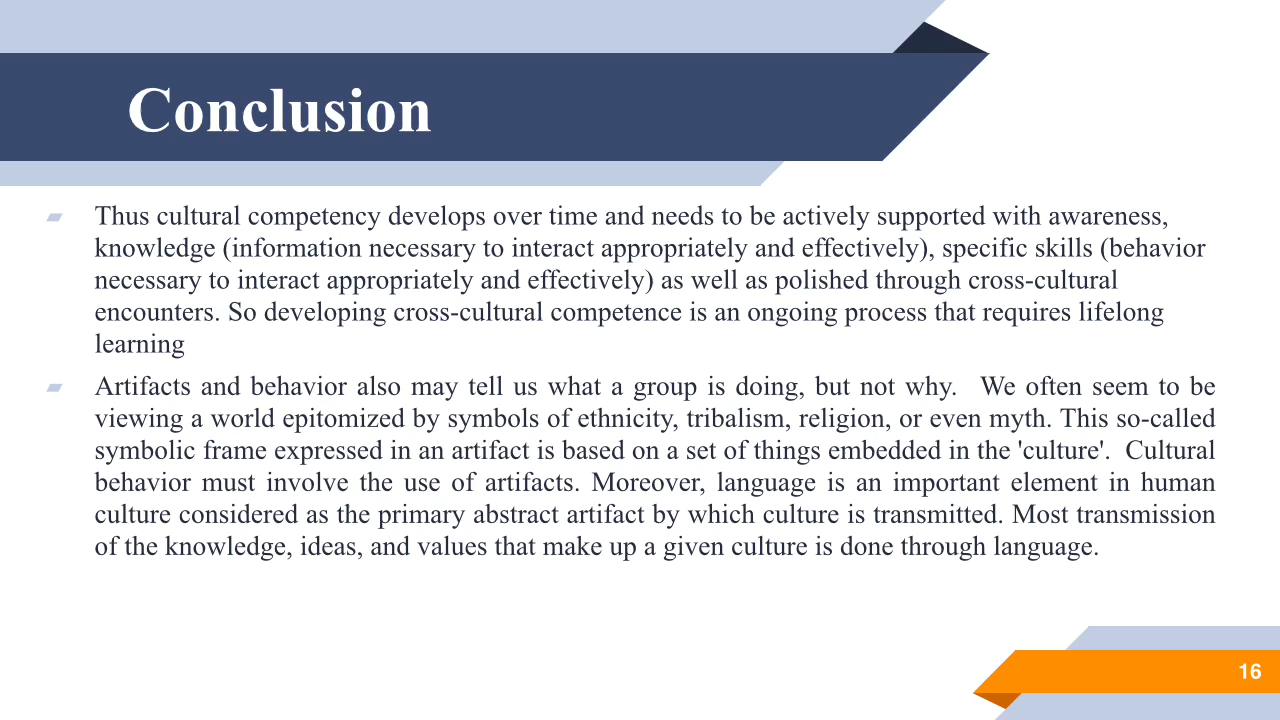 Conclusion
Thus cultural competency develops over time and needs to be actively supported with awareness,
knowledge (information necessary to interact appropriately and effectively), specific skills (behavior
necessary to interact appropriately and effectively) as well as polished through cross-cultural
encounters. So developing cross-cultural competence is an ongoing process that requires lifelong
learning
Artifacts and behavior also may tell us what a group is doing, but not why.  We often seem to be
viewing a world epitomized by symbols of ethnicity, tribalism, religion, or even myth. This so-called
symbolic frame expressed in an artifact is based on a set of things embedded in the 'culture'.  Cultural
behavior must involve the use of artifacts. Moreover, language is an important element in human
culture considered as the primary abstract artifact by which culture is transmitted. Most transmission
of the knowledge, ideas, and values that make up a given culture is done through language.
16